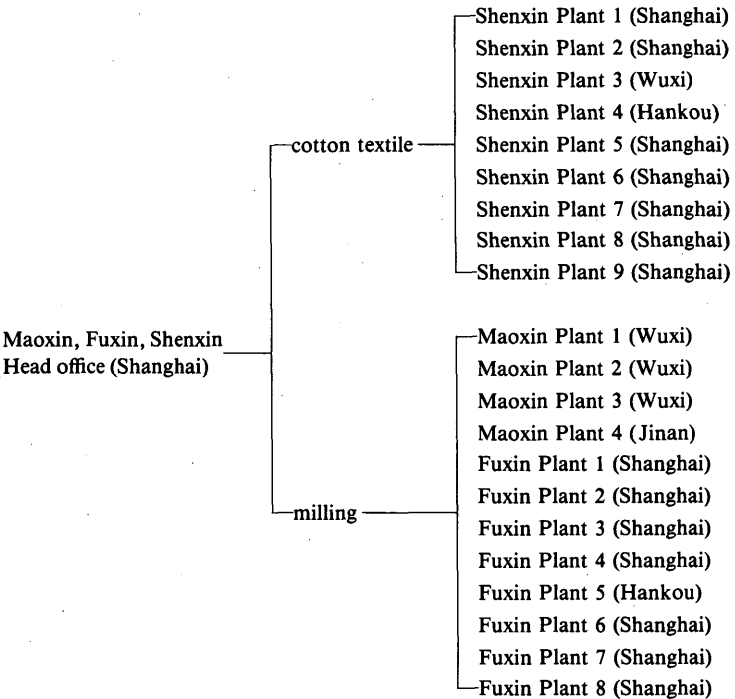 Maoxin, Fuxin, Shenxin
Head office (Shanghai)
cotton textile
Shenxin Plant 1 (Shanghai)
Shenxin Plant 2 (Shanghai)
Shenxin Plant 3 (Wuxi)
Shenxin Plant 4 (Hankou)
Shenxin Plant 5 (Shanghai)
Shenxin Plant 6 (Shanghai)
Shenxin Plant 7 (Shanghai)
Shenxin Plant 8 (Shanghai)
Shenxin Plant 9 (Shanghai)
milling
Maoxin Plant 1 (Wuxi)
Maoxin Plant 2 (Wuxi)
Maoxin Plant 3 (Wuxi)
Maoxin Plant 4 (Jinan)
Fuxin Plant 1 (Shanghai)
Fuxin Plant 2 (Shanghai)
Fuxin Plant 3 (Shanghai)
Fuxin Plant 4 (Shanghai)
Fuxin Plant 5 (Hankou)
Fuxin Plant 6 (Shanghai)
Fuxin Plant 7 (Shanghai)
Fuxin Plant 8 (Shanghai)